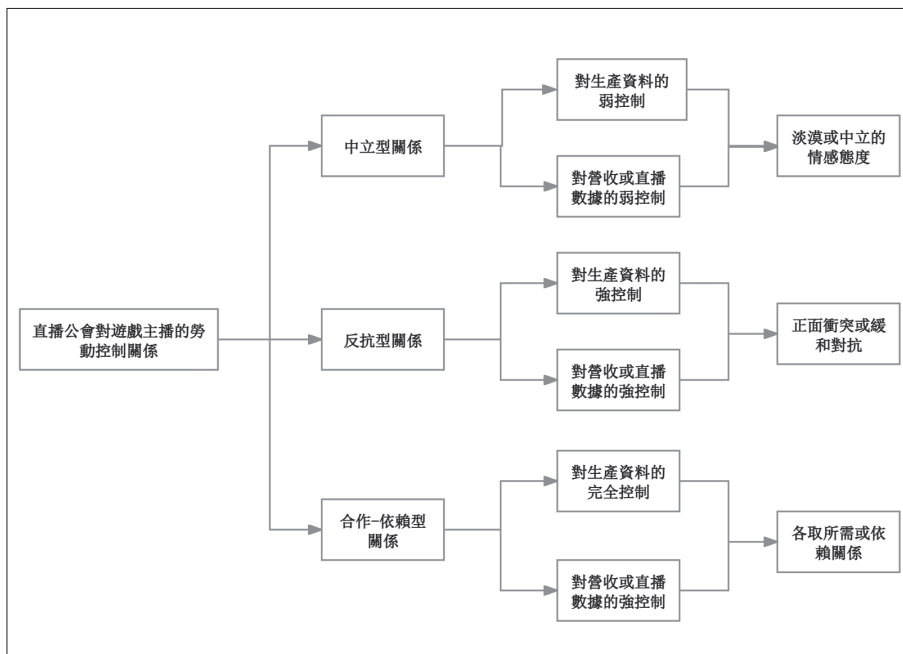 對生產資料的
弱控制
中立型關係
淡漠或中立的
情感態度
對營收或直播
數據的弱控制
對生產資料的
強控制
直播公會對遊戲主播的勞
動控制關係
反抗型關係
正面衝突或緩
和對抗
對營收或直播
數據的強控制
對生產資料的
完全控制
合作-依賴型
關係
各取所需或依
賴關係
對營收或直播
數據的強控制